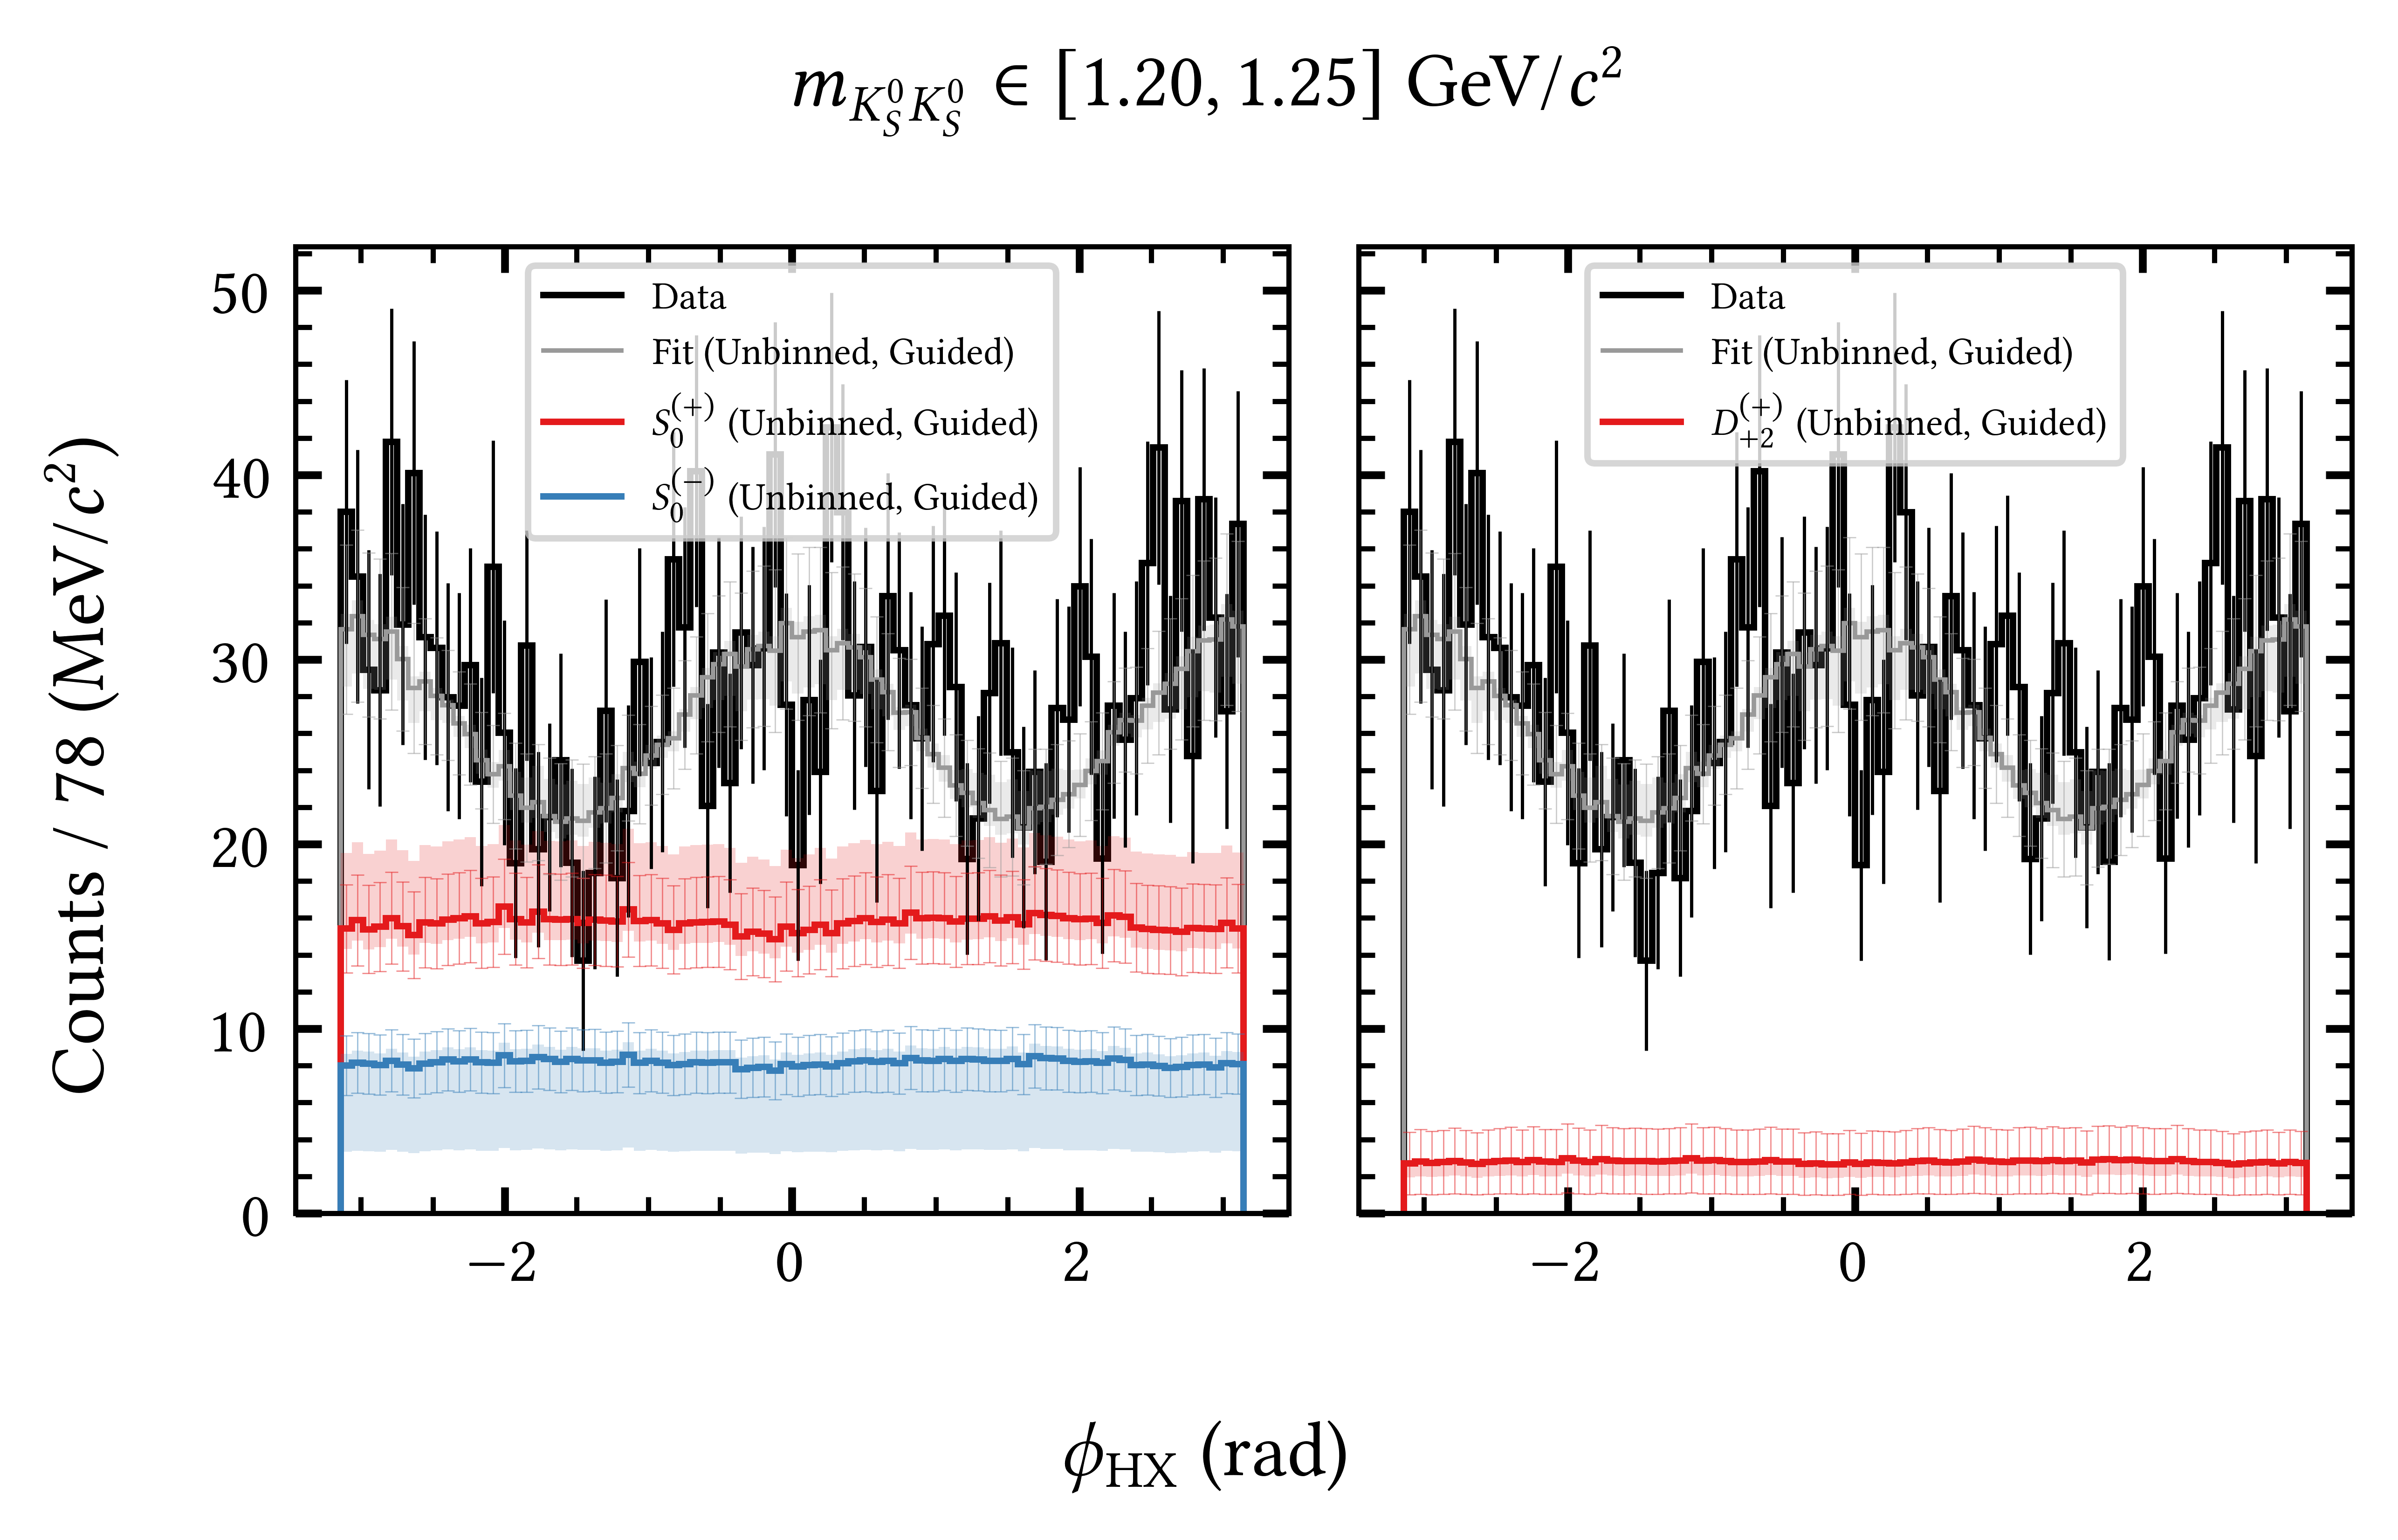 m_{K_S^0 K_S^0} ∈ [1.20, 1.25] GeV/c²
Counts / 78 (MeV/c²)
50
40
30
20
10
0
Data
Fit (Unbinned, Guided)
S_0^{(+)} (Unbinned, Guided)
S_0^{(−)} (Unbinned, Guided)
−2
0
2
Data
Fit (Unbinned, Guided)
D_{+2}^{(+)} (Unbinned, Guided)
−2
0
2
ϕ_{HX} (rad)